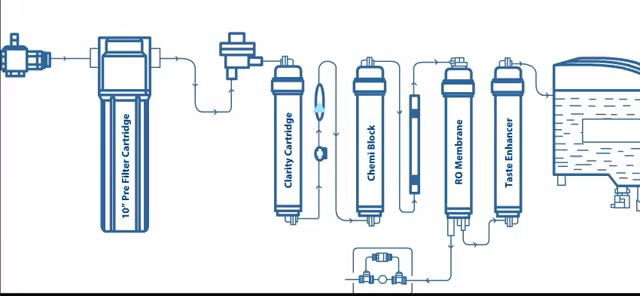 10" Pre Filter Cartridge
Clarity Cartridge
Chemi Block
RO Membrane
Taste Enhancer